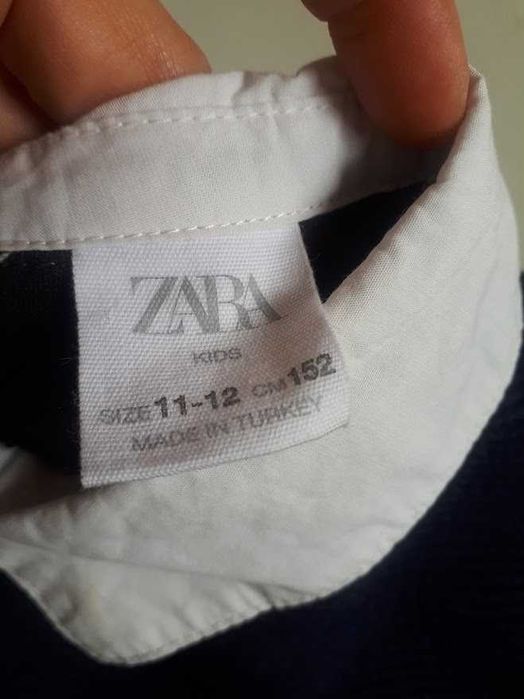 ZARA
KIDS
SIZE 11-12 CM 152
MADE IN TURKEY